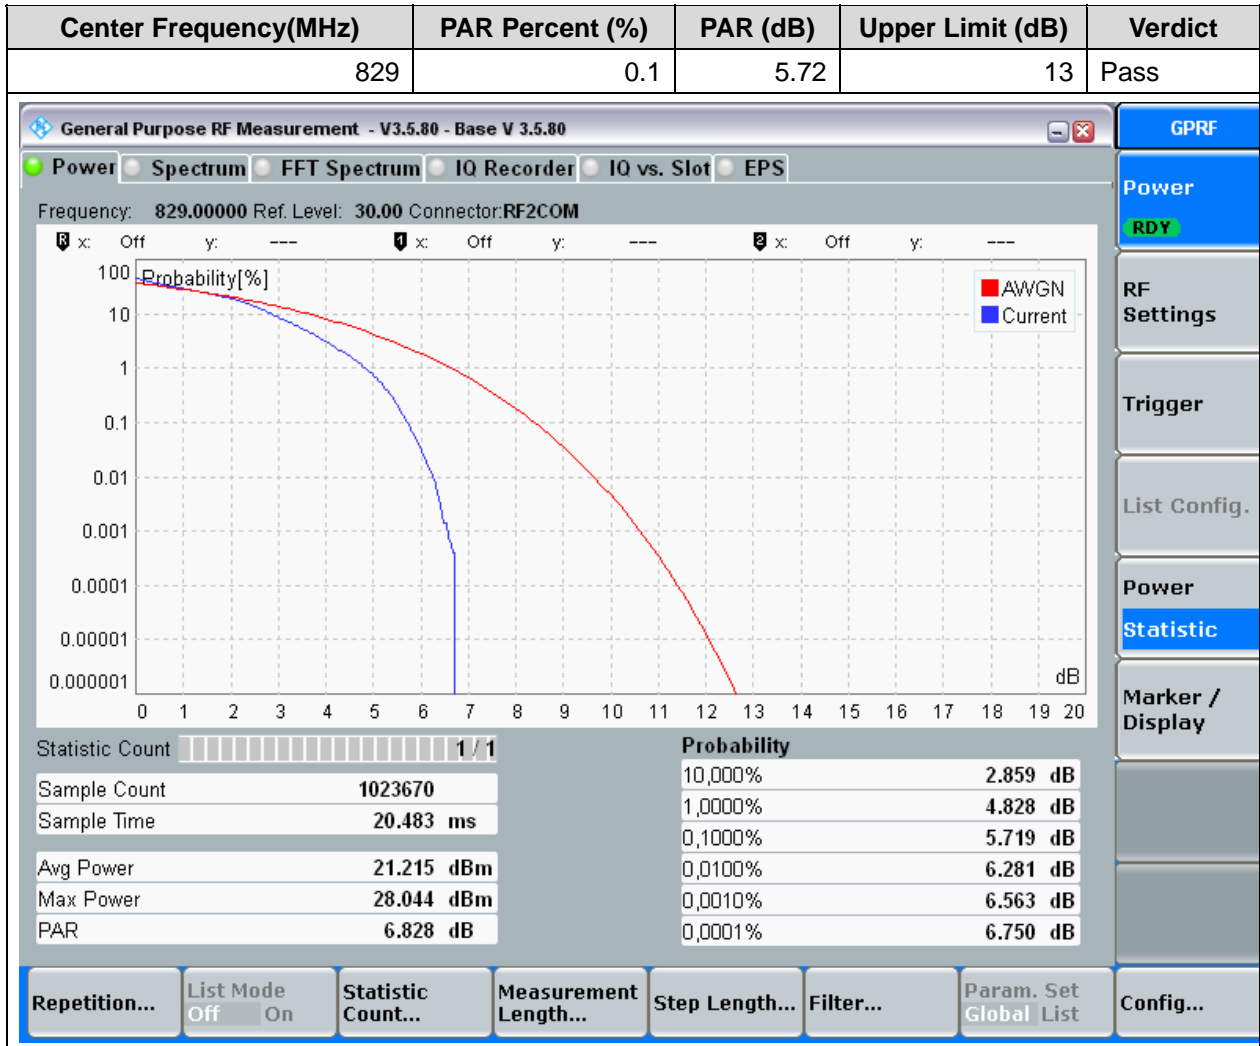 Center Frequency(MHz) PAR Percent (%) PAR (dB) Upper Limit (dB) Verdict
829 0.1 5.72 13 Pass
General Purpose RF Measurement - V3.5.80 - Base V 3.5.80
GPRF
Power Spectrum FFT Spectrum IQ Recorder IQ vs. Slot EPS
Power
RDY
Frequency: 829.00000 Ref. Level: 30.00 Connector:RF2COM
R x: Off y: --- 1 x: Off y: --- 2 x: Off y: ---
100 Probability[%]
AWGN
Current
10
1
0.1
0.01
0.001
0.0001
0.00001
0.000001
dB
0 1 2 3 4 5 6 7 8 9 10 11 12 13 14 15 16 17 18 19 20
RF
Settings
Trigger
List Config.
Power
Statistic
Marker /
Display
Statistic Count 1 / 1
Sample Count 1023670
Sample Time 20.483 ms
Avg Power 21.215 dBm
Max Power 28.044 dBm
PAR 6.828 dB
Probability
10,000% 2.859 dB
1,0000% 4.828 dB
0,1000% 5.719 dB
0,0100% 6.281 dB
0,0010% 6.563 dB
0,0001% 6.750 dB
Repetition...
List Mode
Off On
Statistic
Count...
Measurement
Length...
Step Length...
Filter...
Param. Set
Global List
Config...